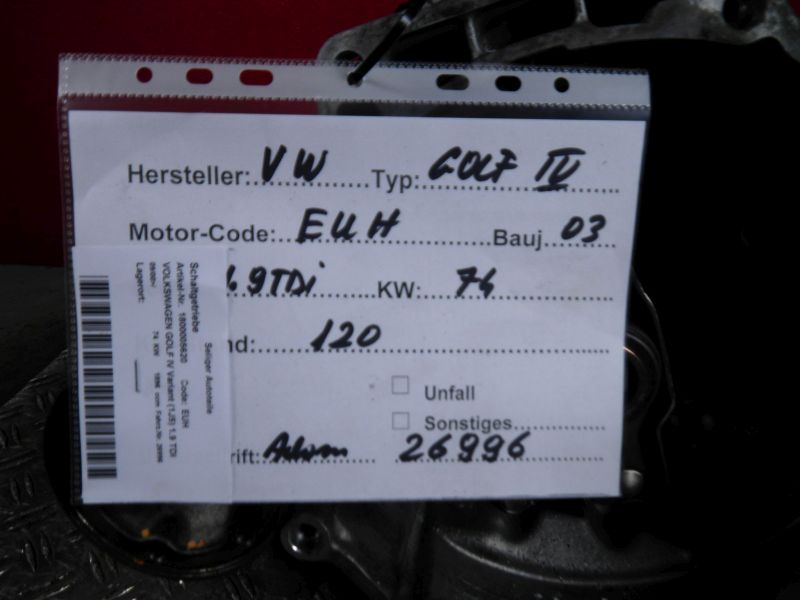 Hersteller: VW Typ: GOLF IV
Motor-Code: EUH Bauj. 03
1.9TDi KW: 74
nd: 120
Unfall
Sonstiges
rift: 26996
Schaltgetriebe Seliger Autoteile
Artikel-Nr. 1800005620 Code: EUH
VOLKSWAGEN GOLF IV Variant (1J5) 1,9 TDI
74 KW 1896 ccm Fahrz.Nr. 26996
Lagerort: